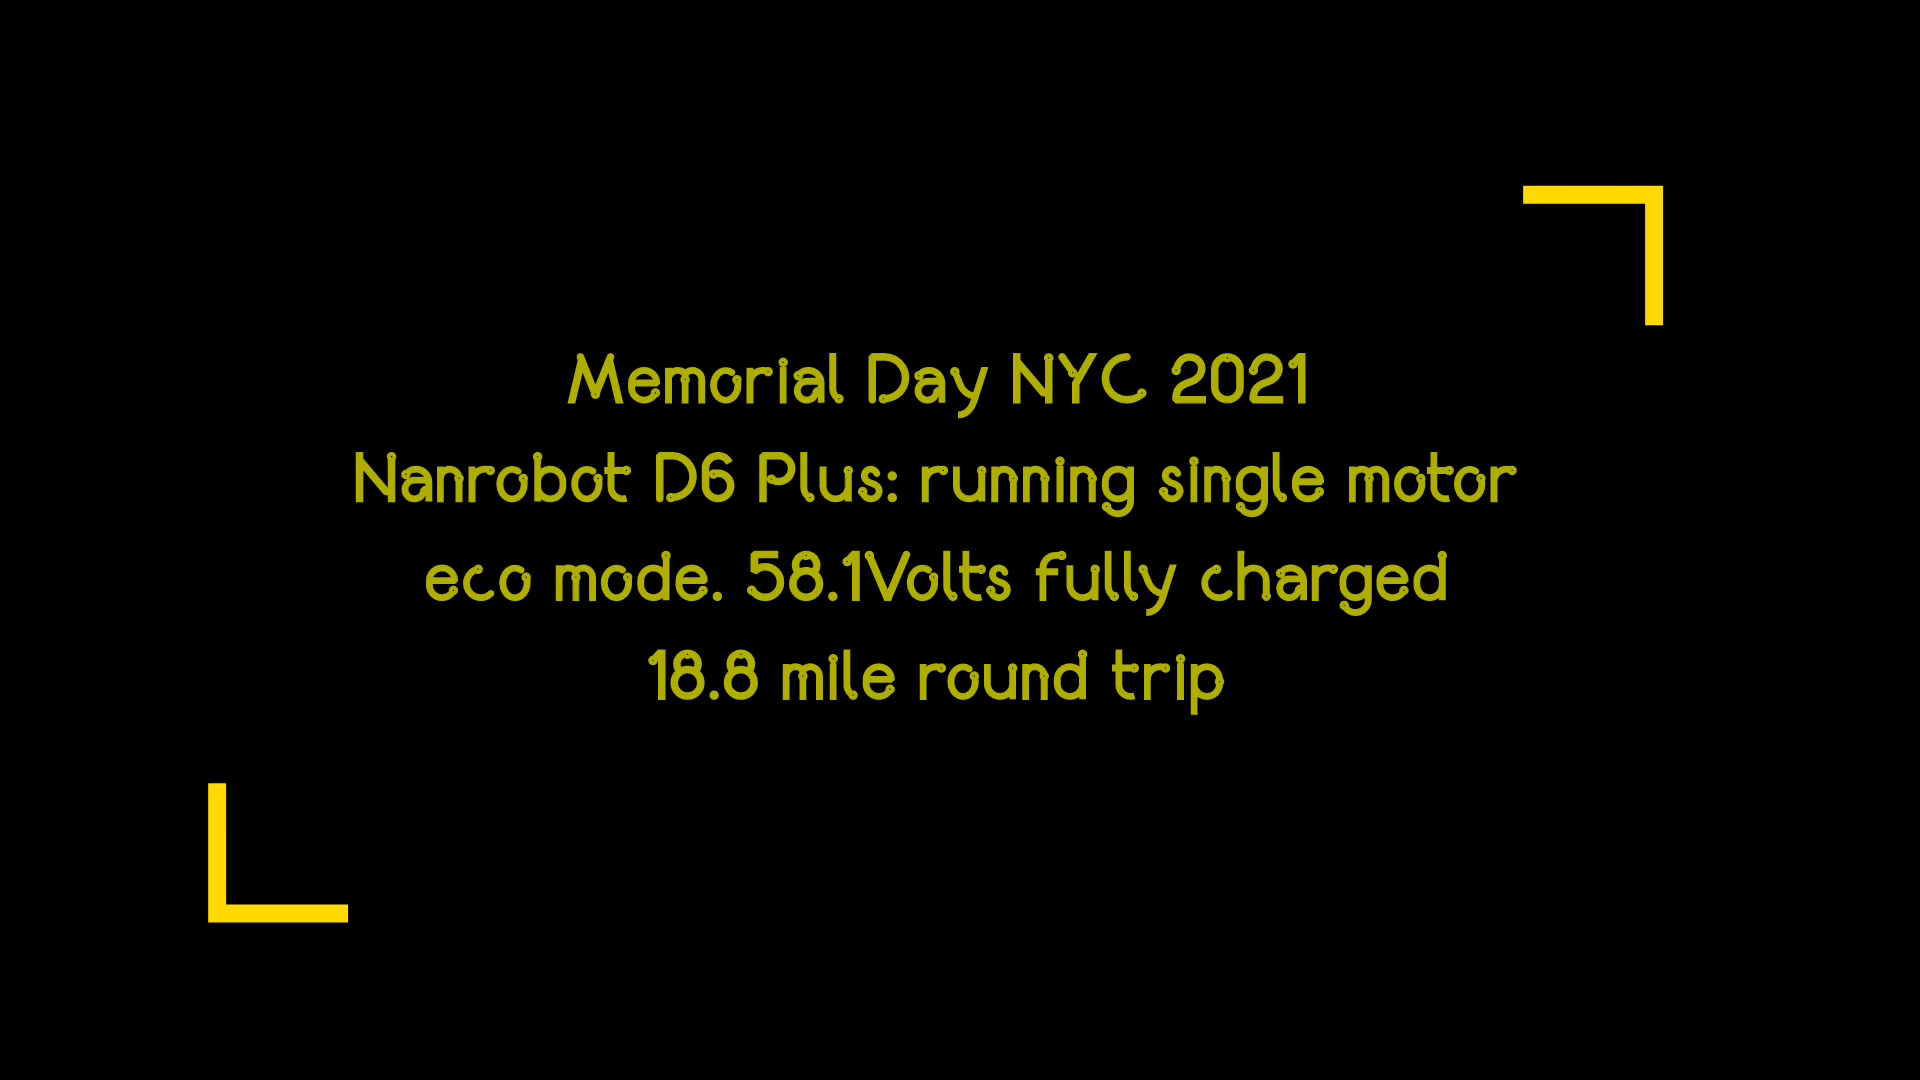 Memorial Day NYC 2021
Nanrobot D6 Plus: running single motor
eco mode. 58.1Volts fully charged
18.8 mile round trip